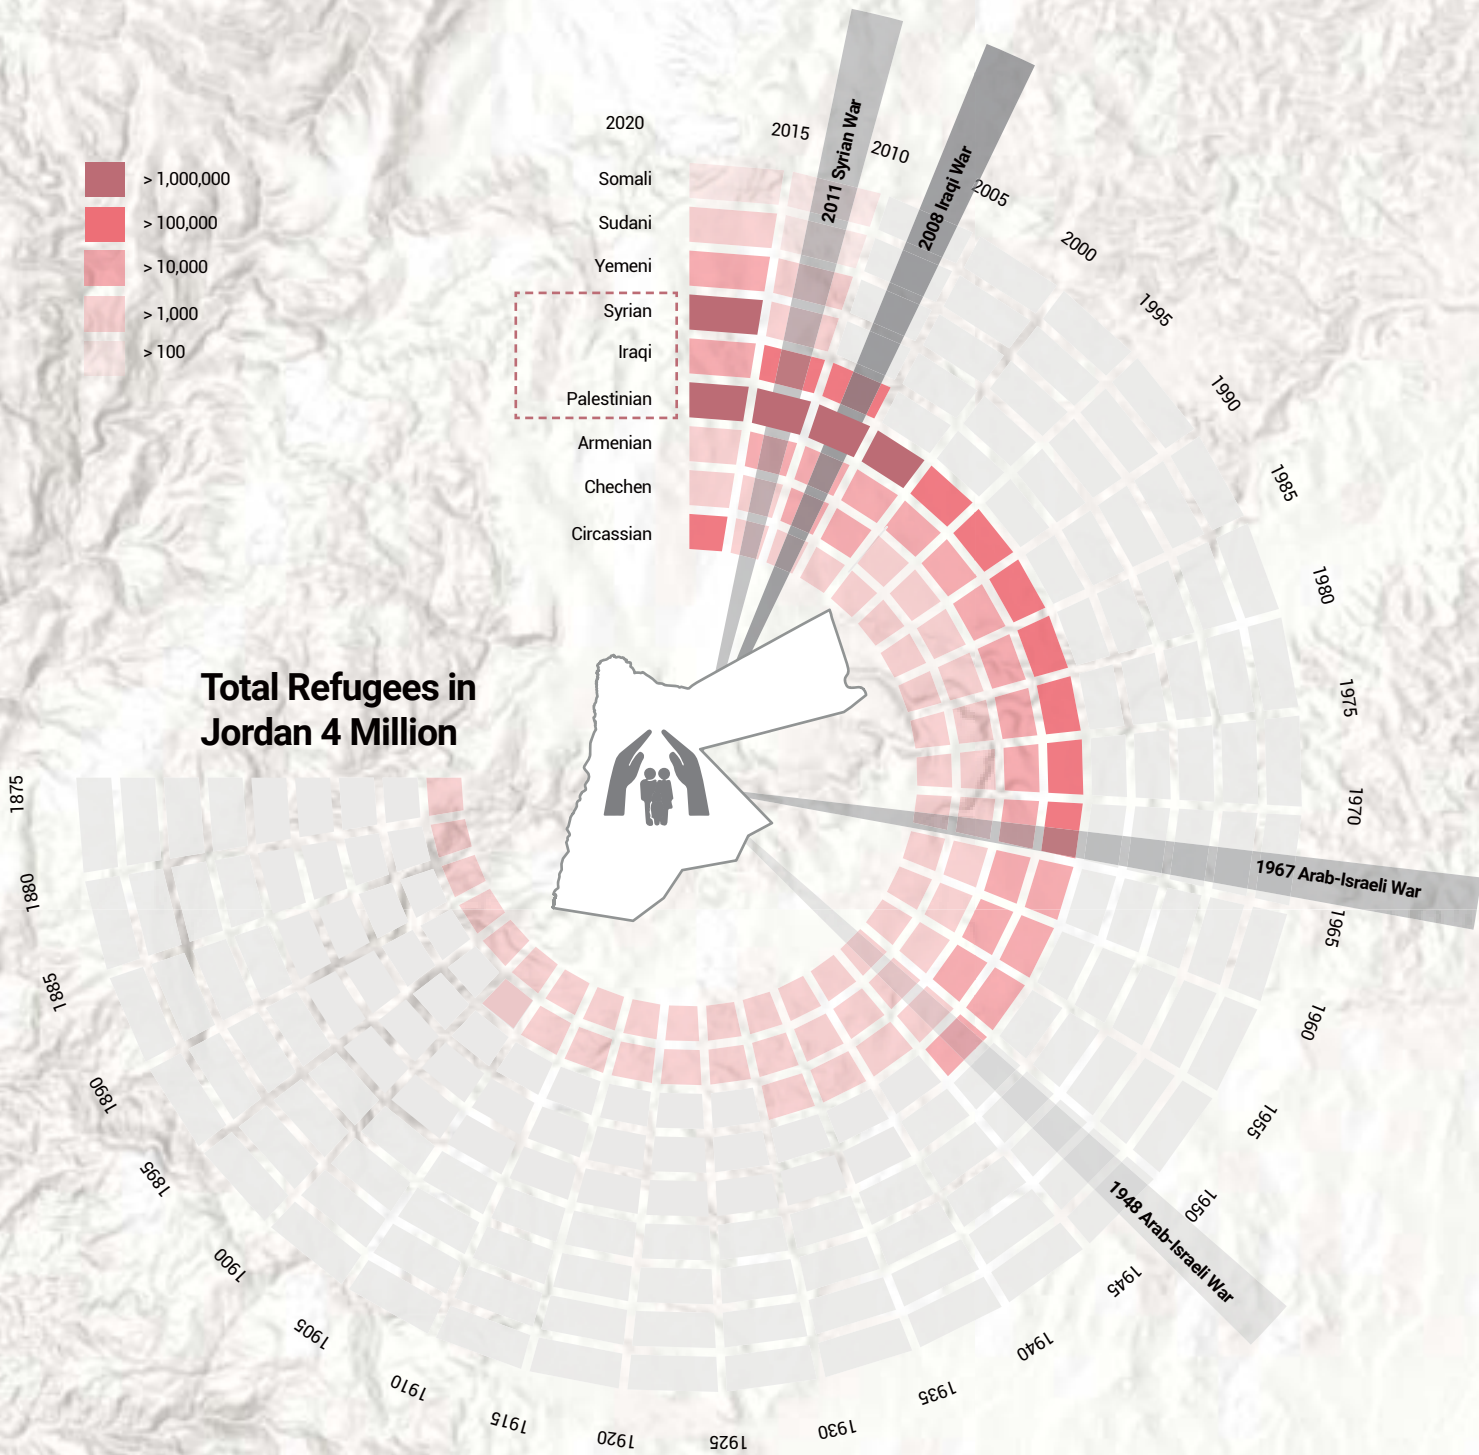 > 1,000,000
> 100,000
> 10,000
> 1,000
> 100
2020
Somali
Sudani
Yemeni
Syrian
Iraqi
Palestinian
Armenian
Chechen
Circassian
2015
2011 Syrian War
2010
2008 Iraqi War
2005
2000
1995
1990
1985
1980
1975
1970
1967 Arab-Israeli War
1965
1960
1955
1950
1948 Arab-Israeli War
1945
1940
1935
1930
1925
1920
1915
1910
1905
1900
1895
1890
1885
1880
1875
Total Refugees in
Jordan 4 Million